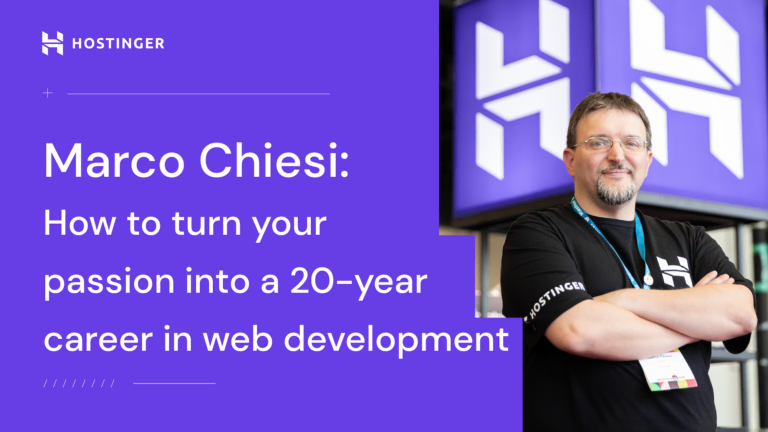 HOSTINGER
Marco Chiesi:
How to turn your
passion into a 20-year
career in web development
HOSTINGER